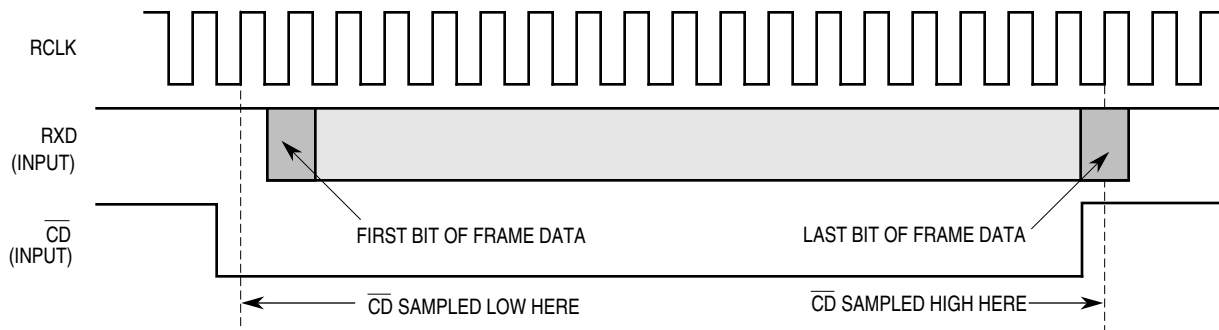 RCLK
RXD
(INPUT)
CD
(INPUT)
FIRST BIT OF FRAME DATA
LAST BIT OF FRAME DATA
CD SAMPLED LOW HERE
CD SAMPLED HIGH HERE